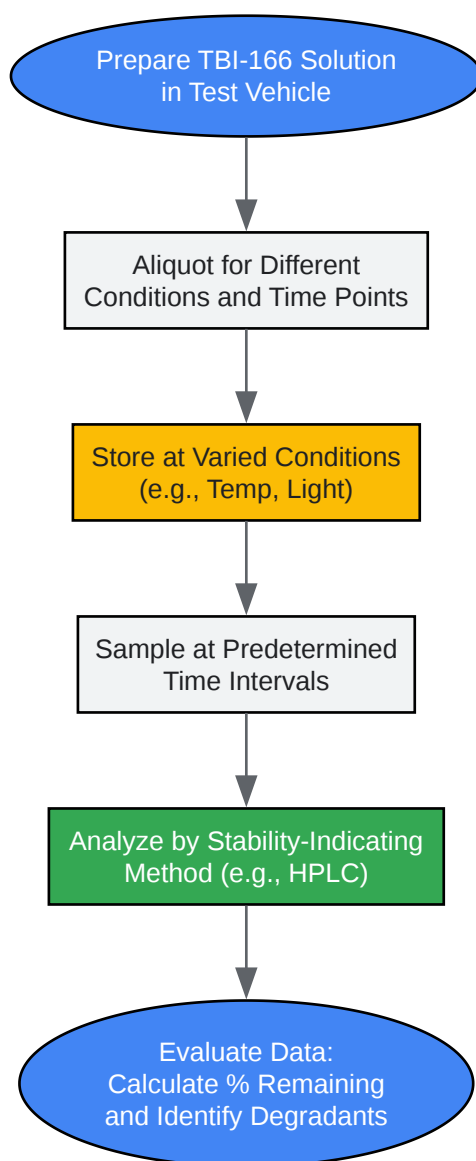 Prepare TBI-166 Solution
in Test Vehicle
Aliquot for Different
Conditions and Time Points
Store at Varied Conditions
(e.g., Temp, Light)
Sample at Predetermined
Time Intervals
Analyze by Stability-Indicating
Method (e.g., HPLC)
Evaluate Data:
Calculate % Remaining
and Identify Degradants